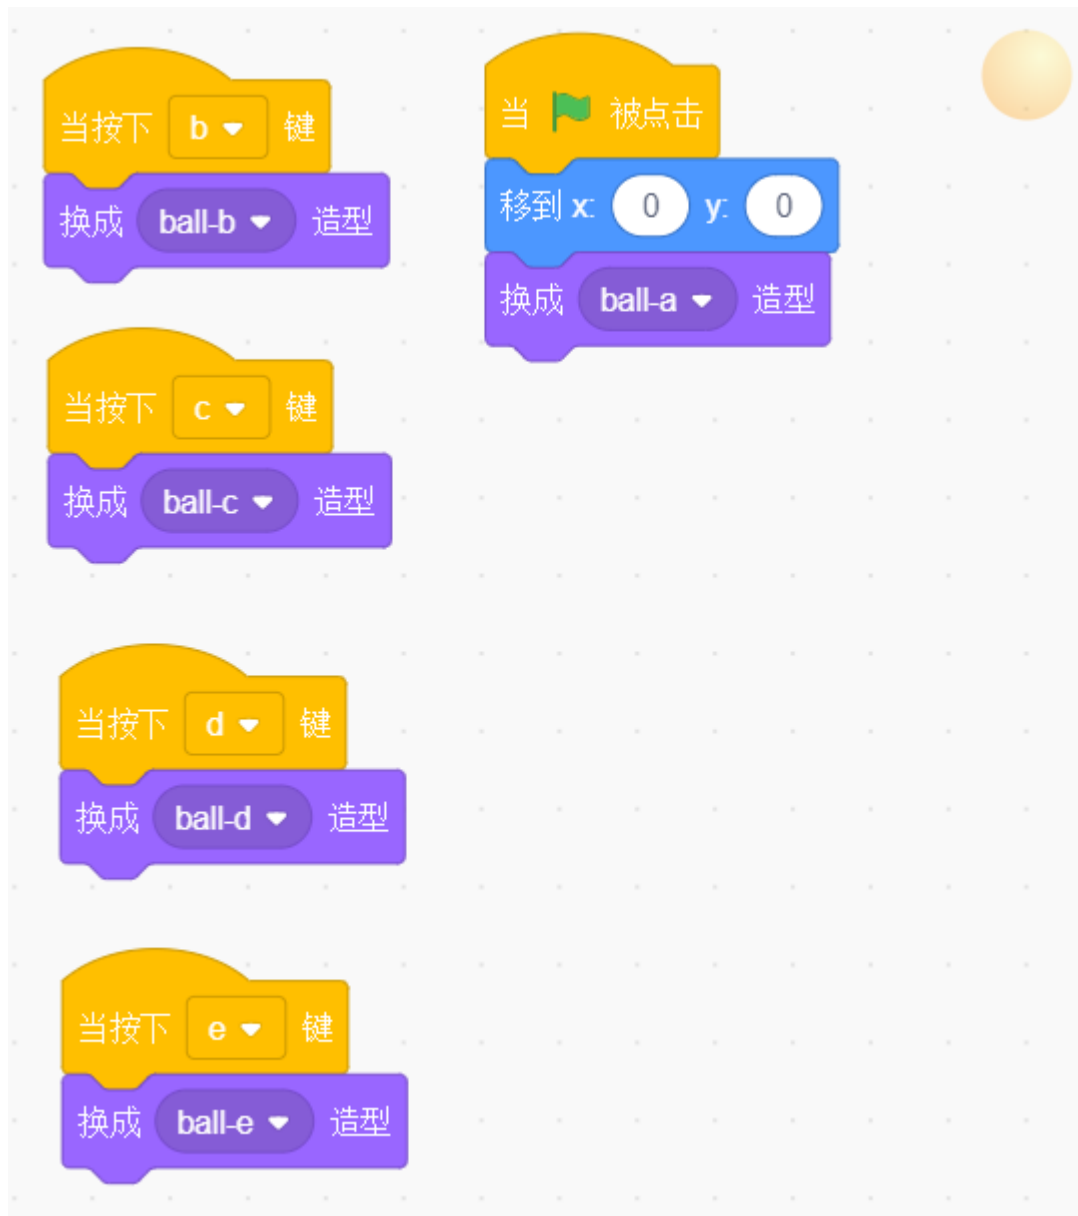 当按下 b 键
换成 ball-b 造型
当按下 c 键
换成 ball-c 造型
当按下 d 键
换成 ball-d 造型
当按下 e 键
换成 ball-e 造型
当 被点击
移到 x: 0 y: 0
换成 ball-a 造型